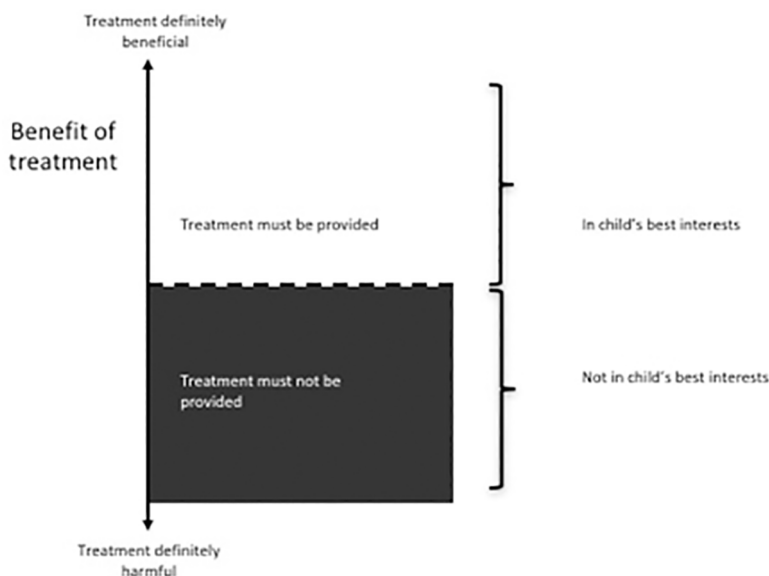 Treatment definitely
beneficial
Benefit of
treatment
Treatment must be provided
In child's best interests
Treatment must not be
provided
Not in child's best interests
Treatment definitely
harmful